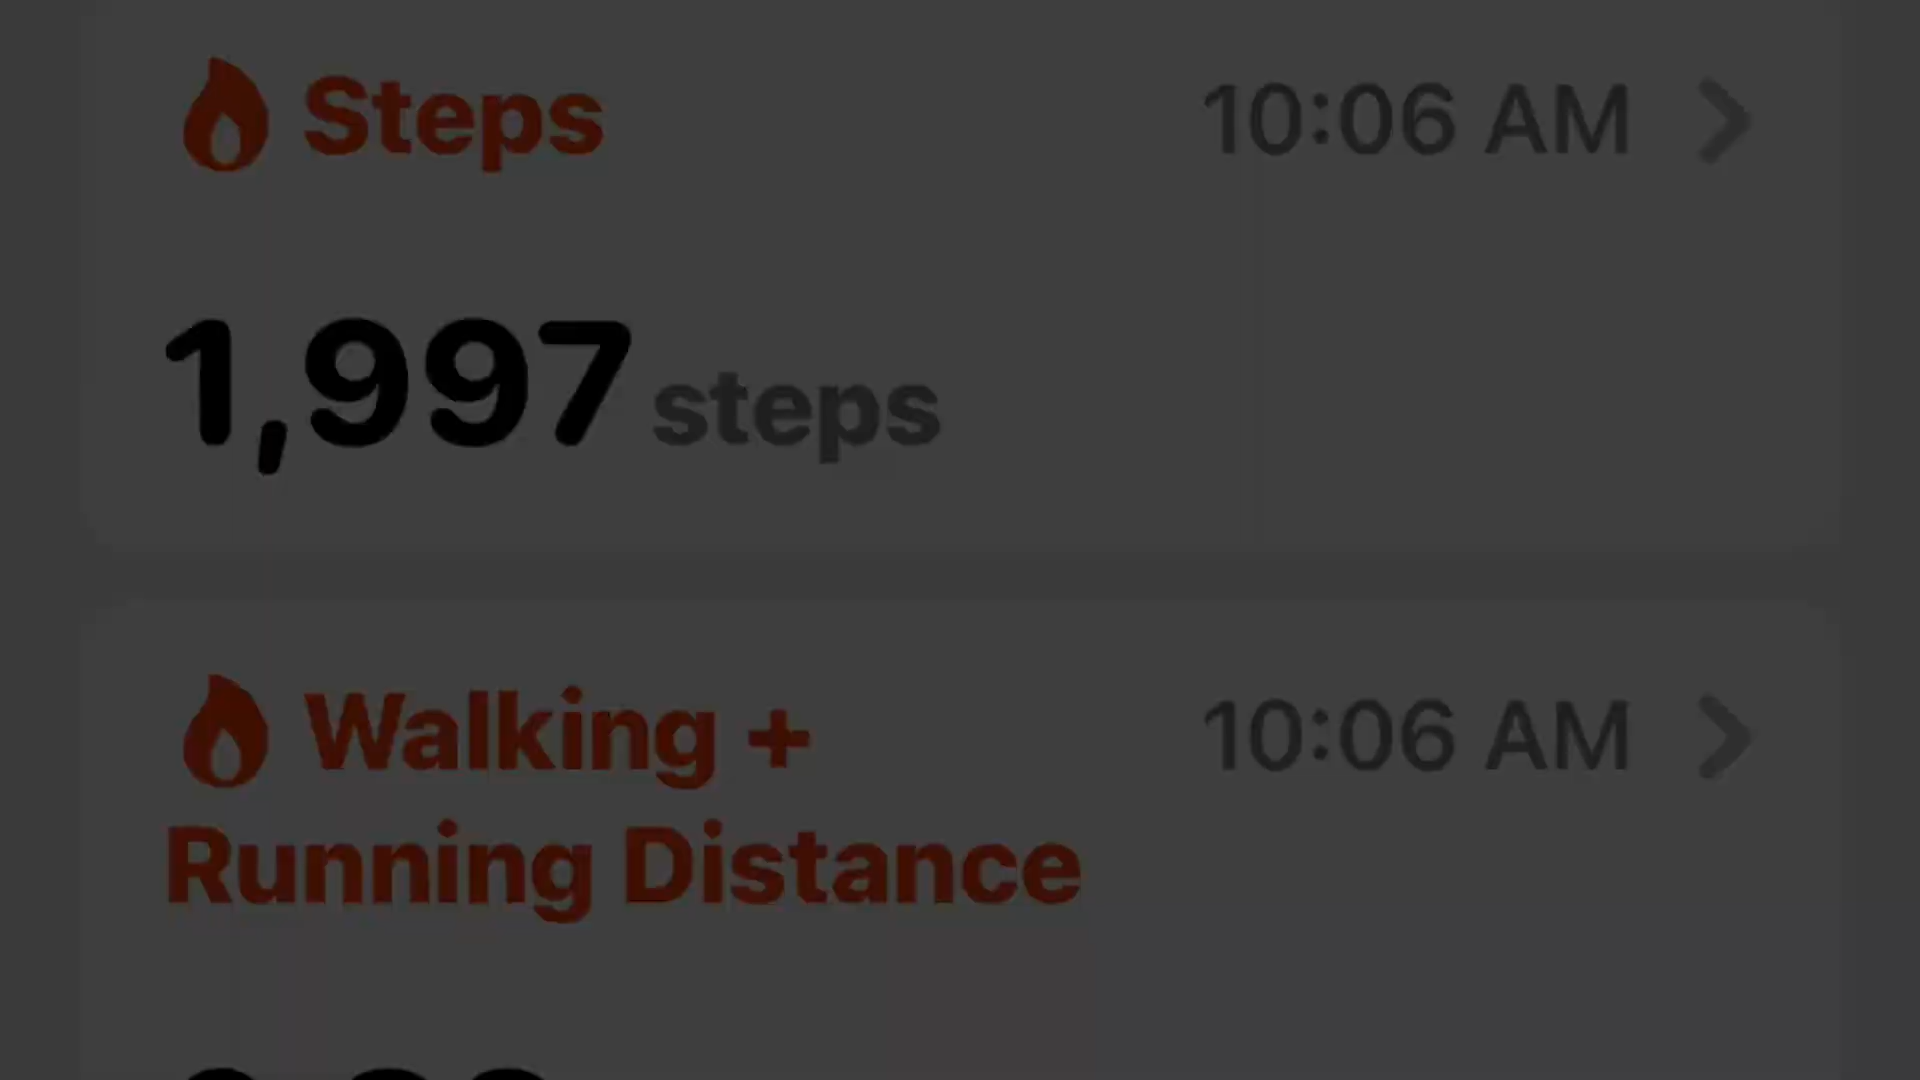 Steps 10:06 AM
1,997 steps
Walking + 10:06 AM
Running Distance